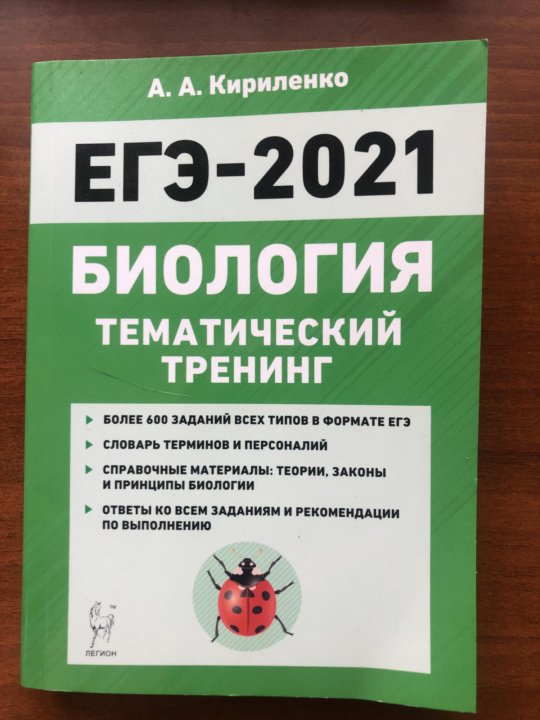 А. А. Кириленко
ЕГЭ-2021
БИОЛОГИЯ
ТЕМАТИЧЕСКИЙ
ТРЕНИНГ
БОЛЕЕ 600 ЗАДАНИЙ ВСЕХ ТИПОВ В ФОРМАТЕ ЕГЭ
СЛОВАРЬ ТЕРМИНОВ И ПЕРСОНАЛИЙ
СПРАВОЧНЫЕ МАТЕРИАЛЫ: ТЕОРИИ, ЗАКОНЫ
И ПРИНЦИПЫ БИОЛОГИИ
ОТВЕТЫ КО ВСЕМ ЗАДАНИЯМ И РЕКОМЕНДАЦИИ
ПО ВЫПОЛНЕНИЮ
TM
ЛЕГИОН